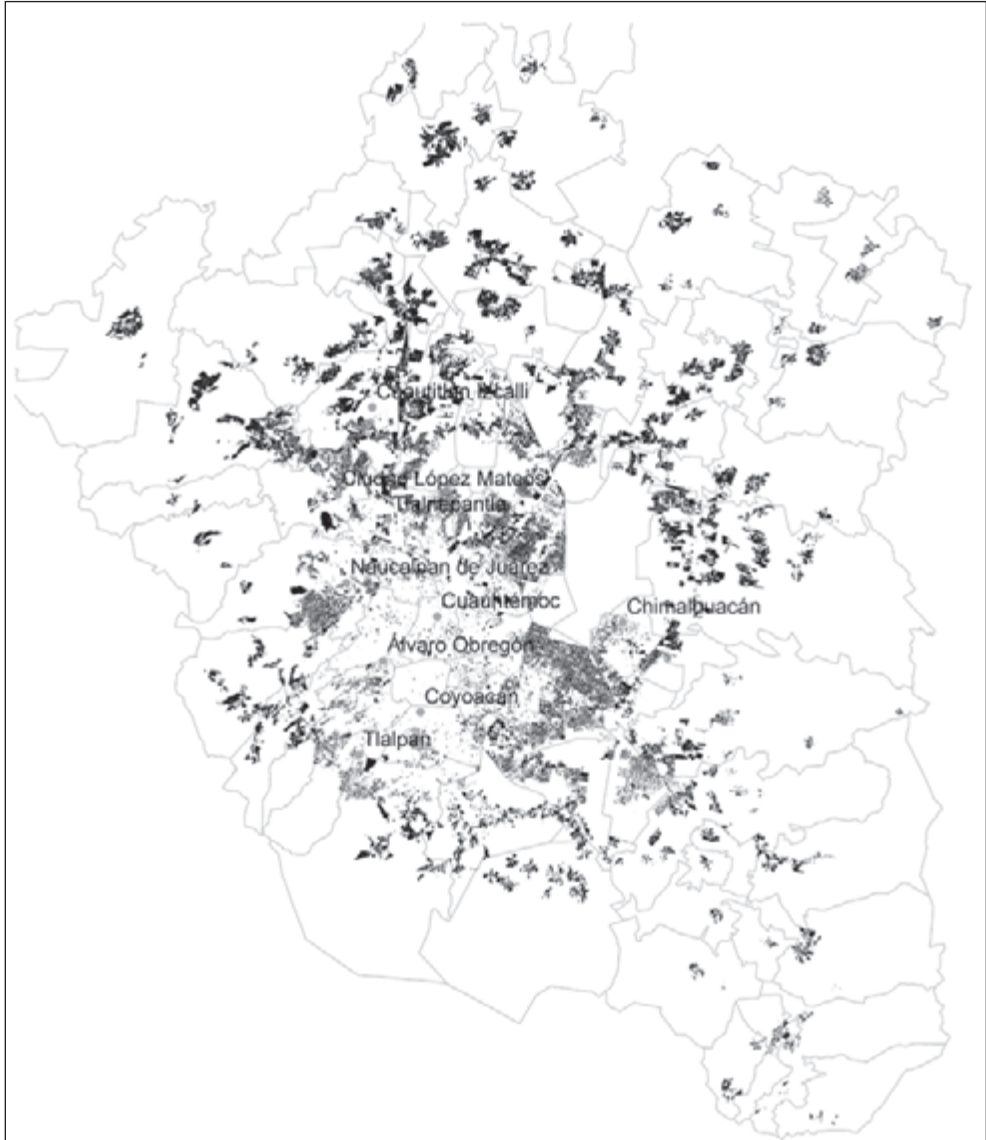 Cuautitlán Izcalli
Ciudad López Mateos
Tlalnepantla
Naucalpan de Juárez
Cuauhtémoc
Chimalhuacán
Álvaro Obregón
Coyoacán
Tlalpan